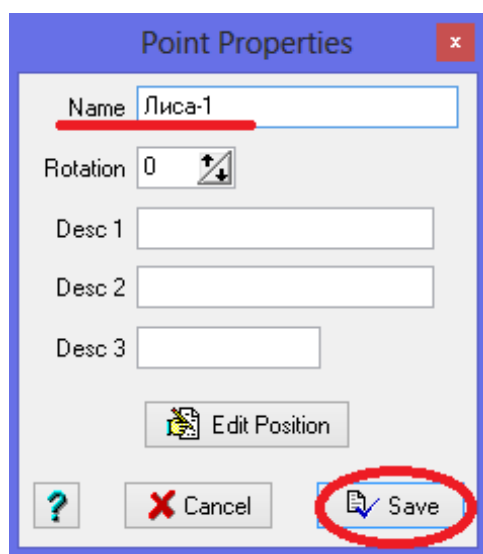 Point Properties
x
Name Лиса-1
Rotation 0
Desc 1
Desc 2
Desc 3
Edit Position
? Cancel Save